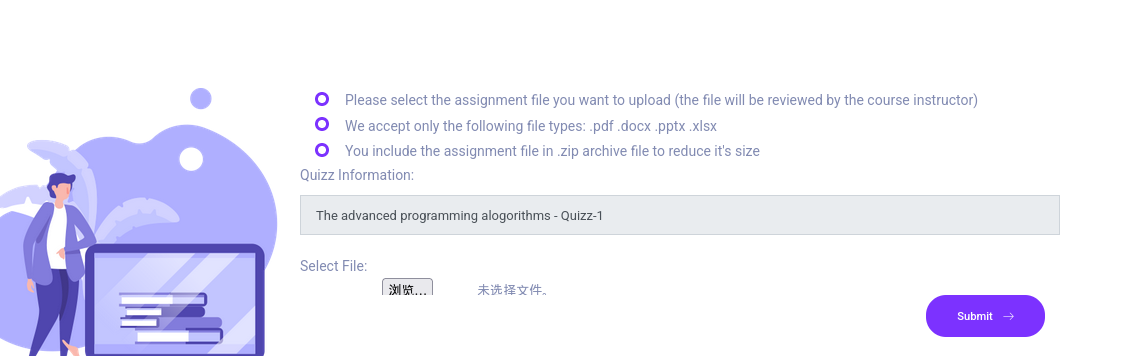 Please select the assignment file you want to upload (the file will be reviewed by the course instructor)
We accept only the following file types: .pdf .docx .pptx .xlsx
You include the assignment file in .zip archive file to reduce it's size
Quizz Information:
The advanced programming alogorithms - Quizz-1
Select File:
浏览… 未选择文件。
Submit